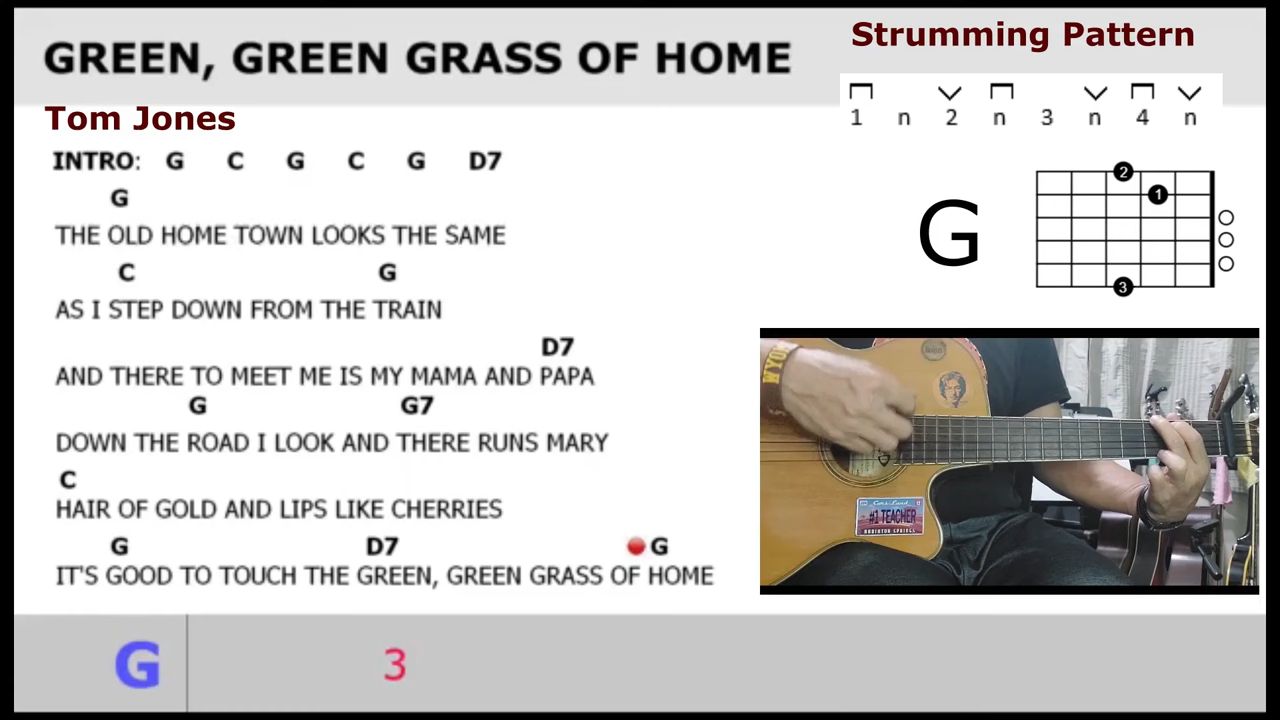 GREEN, GREEN GRASS OF HOME
Strumming Pattern
1 n 2 n 3 n 4 n
Tom Jones
INTRO: G C G C G D7
G
THE OLD HOME TOWN LOOKS THE SAME
C G
AS I STEP DOWN FROM THE TRAIN
D7
AND THERE TO MEET ME IS MY MAMA AND PAPA
G G7
DOWN THE ROAD I LOOK AND THERE RUNS MARY
C
HAIR OF GOLD AND LIPS LIKE CHERRIES
G D7 G
IT'S GOOD TO TOUCH THE GREEN, GREEN GRASS OF HOME
G
2
1
3
#1 TEACHER
RADIATOR SPRINGS
G 3